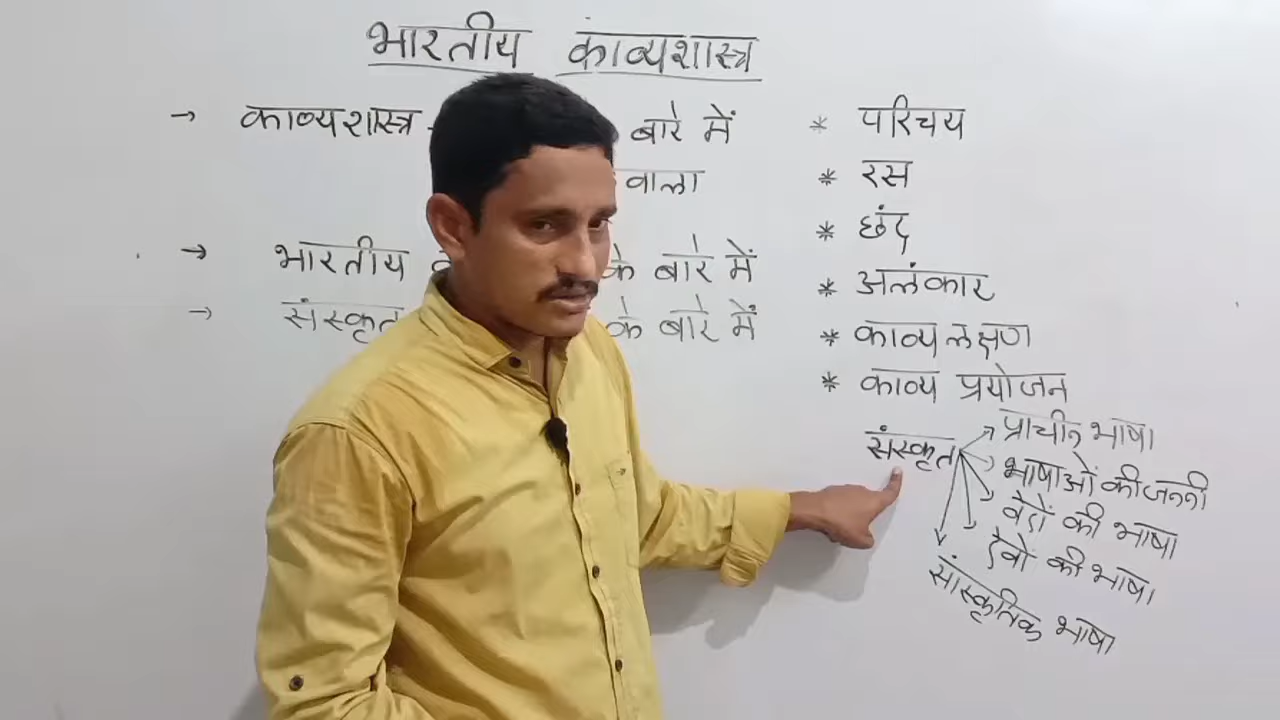 भारतीय काव्यशास्त्र
→ काव्यशास्त्र - बारे में
वाला
→ भारतीय के बारे में
→ संस्कृत के बारे में
* परिचय
* रस
* छंद
* अलंकार
* काव्य लक्षण
* काव्य प्रयोजन
संस्कृत
→ प्राचीन भाषा
→ भाषाओं की जननी
वेदों की भाषा
देवो की भाषा
सांस्कृतिक भाषा